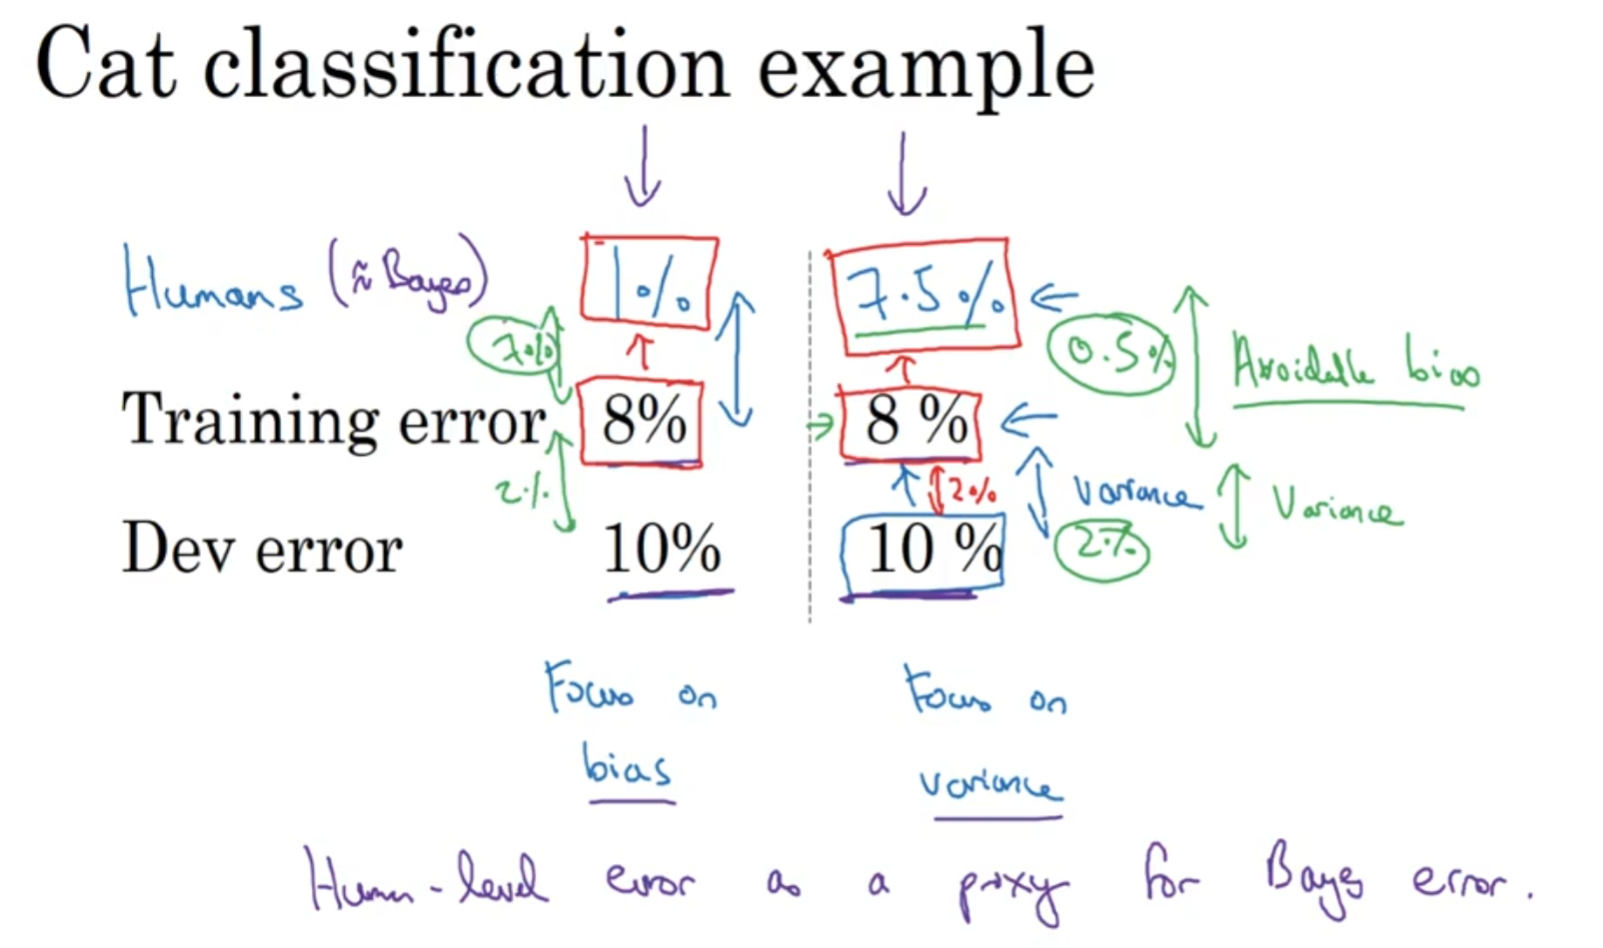 Cat classification example
Humans (≈ Bayes) 1% 7.5%
7% 0.5% Avoidable bias
Training error 8% 8 %
2% 2% Variance Variance
Dev error 10% 10 % 2%
Focus on Focus on
bias variance
Human-level error as a proxy for Bayes error.